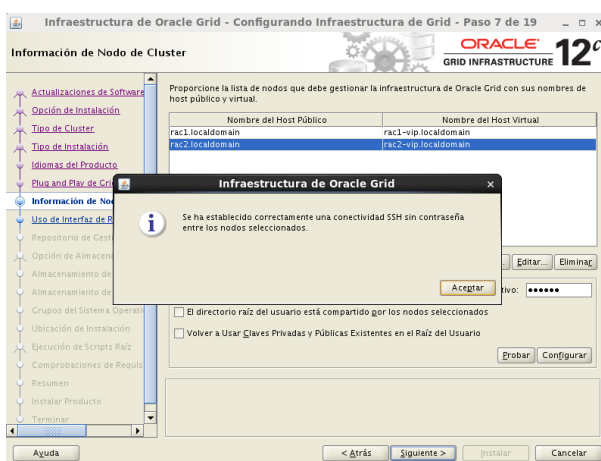 Infraestructura de Oracle Grid - Configurando Infraestructura de Grid - Paso 7 de 19
Información de Nodo de Cluster
ORACLE
GRID INFRASTRUCTURE
12c
Actualizaciones de Software
Opción de Instalación
Tipo de Cluster
Tipo de Instalación
Idiomas del Producto
Plug and Play de Gri
Información de No
Uso de Interfaz de R
Repositorio de Gest
Opción de Almacen
Almacenamiento de
Almacenamiento de
Grupos del Sistema Operati
Ubicación de Instalación
Ejecución de Scripts Raíz
Comprobaciones de Requis
Resumen
Instalar Producto
Terminar
Proporcione la lista de nodos que debe gestionar la infraestructura de Oracle Grid con sus nombres de
host público y virtual.
Nombre del Host Público Nombre del Host Virtual
rac1.localdomain rac1-vip.localdomain
rac2.localdomain rac2-vip.localdomain
Infraestructura de Oracle Grid
Se ha establecido correctamente una conectividad SSH sin contraseña
entre los nodos seleccionados.
Aceptar
Editar... Eliminar
tivo: ●●●●●●
El directorio raíz del usuario está compartido por los nodos seleccionados
Volver a Usar Claves Privadas y Públicas Existentes en el Raíz del Usuario
Probar Configurar
Ayuda < Atrás Siguiente > Instalar Cancelar